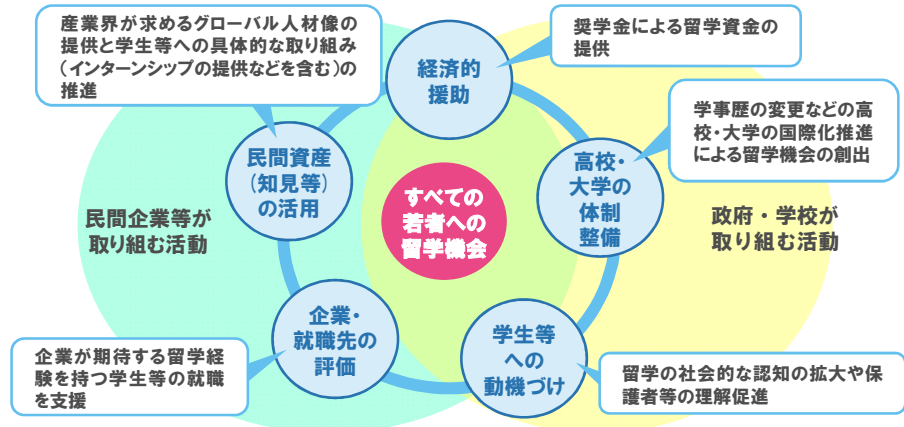 産業界が求めるグローバル人材像の
提供と学生等への具体的な取り組み
（インターンシップの提供などを含む）の
推進
経済的
援助
奨学金による留学資金の
提供
学事歴の変更などの高
校・大学の国際化推進
による留学機会の創出
民間資産
（知見等）
の活用
高校・
大学の
体制
整備
すべての
若者への
留学機会
民間企業等が
取り組む活動
政府・学校が
取り組む活動
企業・
就職先の
評価
学生等
への
動機づけ
企業が期待する留学経
験を持つ学生等の就職
を支援
留学の社会的な認知の拡大や保
護者等の理解促進